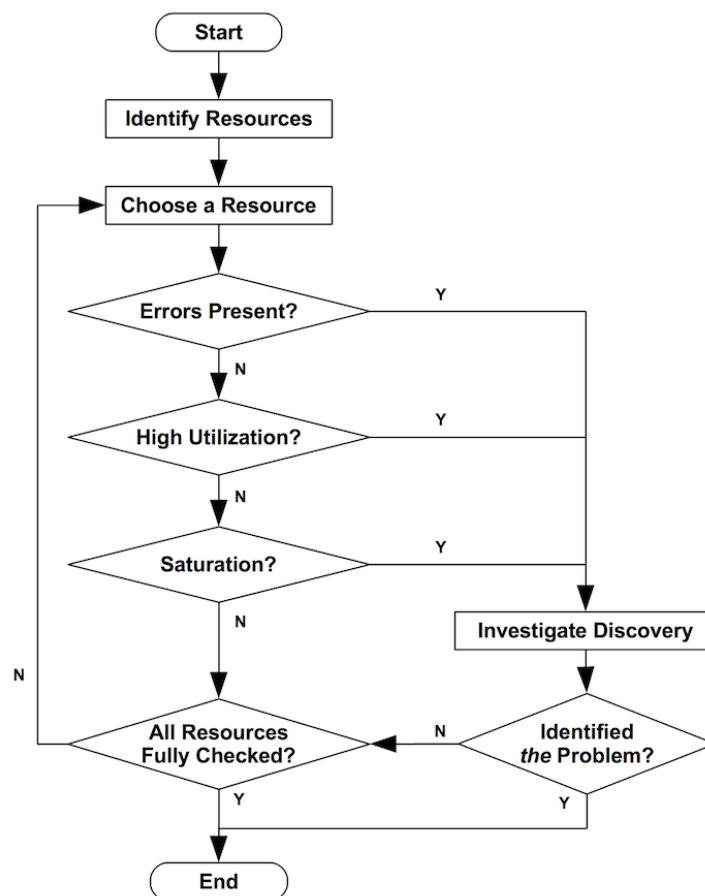 Start
Identify Resources
Choose a Resource
Errors Present?
Y
N
High Utilization?
Y
N
Saturation?
Y
N
Investigate Discovery
N
All Resources
Fully Checked?
N
Identified
the Problem?
Y
Y
End